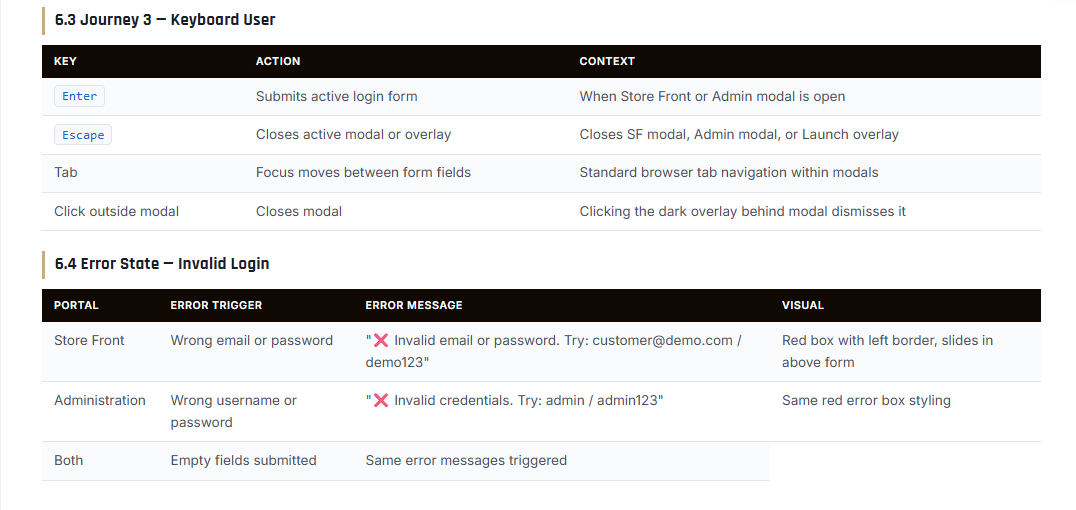 6.3 Journey 3 — Keyboard User
KEY ACTION CONTEXT
Enter Submits active login form When Store Front or Admin modal is open
Escape Closes active modal or overlay Closes SF modal, Admin modal, or Launch overlay
Tab Focus moves between form fields Standard browser tab navigation within modals
Click outside modal Closes modal Clicking the dark overlay behind modal dismisses it
6.4 Error State — Invalid Login
PORTAL ERROR TRIGGER ERROR MESSAGE VISUAL
Store Front Wrong email or password "❌ Invalid email or password. Try: customer@demo.com / Red box with left border, slides in
demo123" above form
Administration Wrong username or "❌ Invalid credentials. Try: admin / admin123" Same red error box styling
password
Both Empty fields submitted Same error messages triggered